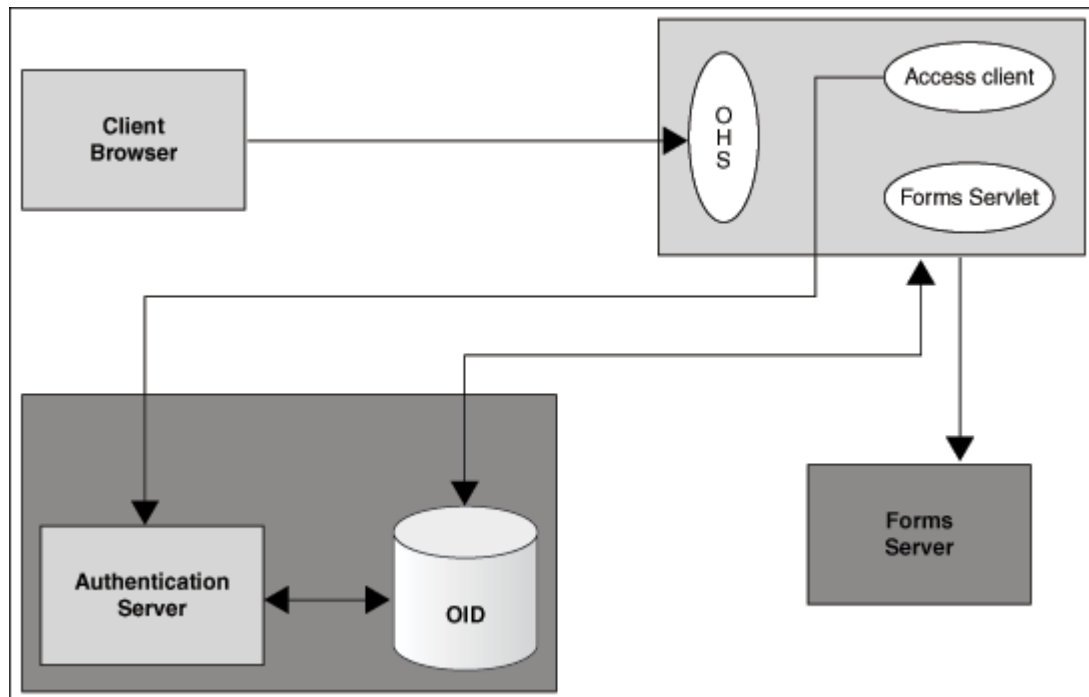 Client
Browser
O
H
S
Access client
Forms Servlet
Authentication
Server
OID
Forms
Server